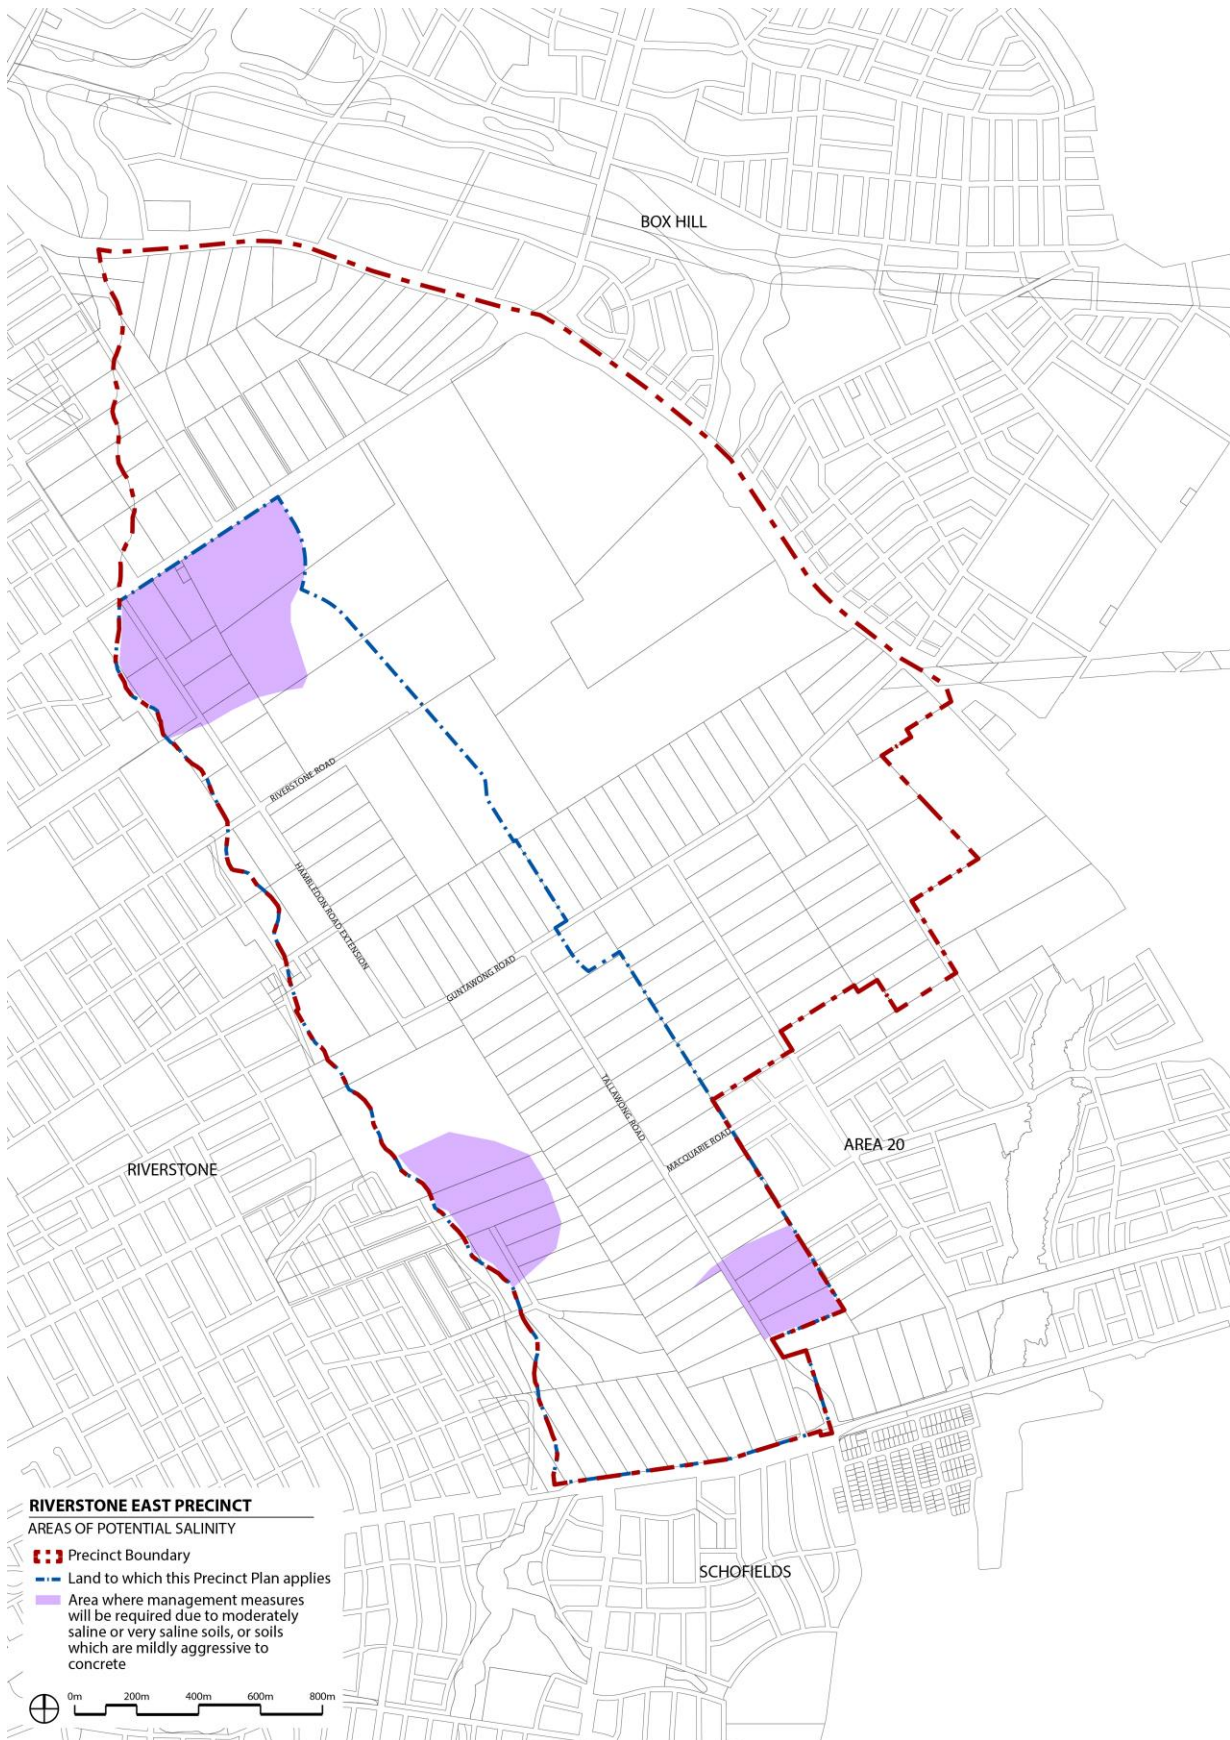 BOX HILL
RIVERSTONE ROAD
HAMBLEDON ROAD EXTENSION
GUNTAWONG ROAD
TALLAWONG ROAD
MACQUARIE ROAD
AREA 20
RIVERSTONE
SCHOFIELDS
RIVERSTONE EAST PRECINCT
AREAS OF POTENTIAL SALINITY
Precinct Boundary
Land to which this Precinct Plan applies
Area where management measures
will be required due to moderately
saline or very saline soils, or soils
which are mildly aggressive to
concrete
0m 200m 400m 600m 800m